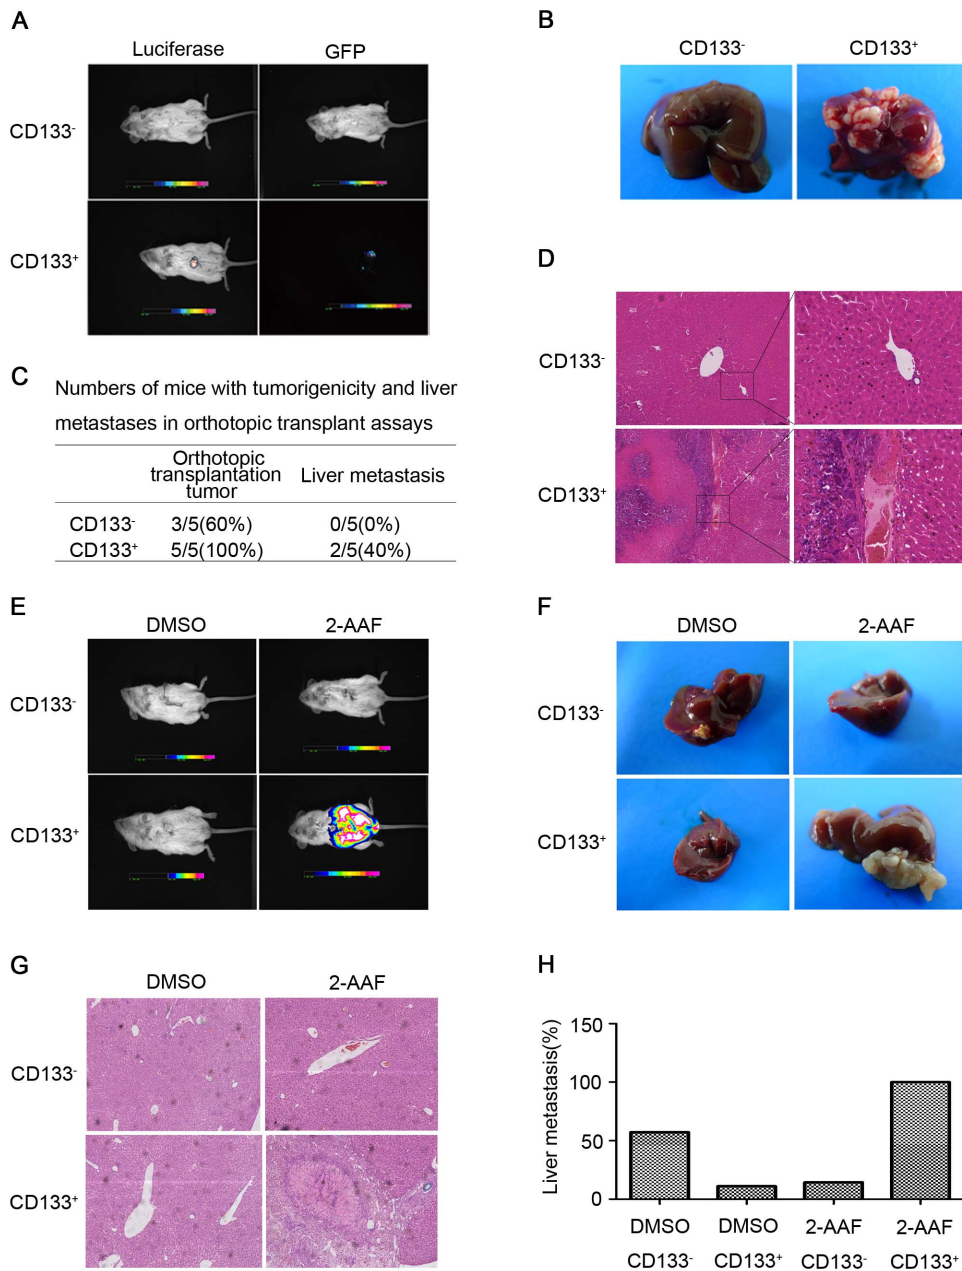 A
Luciferase GFP
CD133-
CD133+
B
CD133- CD133+
C
Numbers of mice with tumorigenicity and liver
metastases in orthotopic transplant assays
Orthotopic
transplantation
tumor
Liver metastasis
CD133- 3/5(60%) 0/5(0%)
CD133+ 5/5(100%) 2/5(40%)
D
CD133-
CD133+
E
DMSO 2-AAF
CD133-
CD133+
F
DMSO 2-AAF
CD133-
CD133+
G
DMSO 2-AAF
CD133-
CD133+
H
Liver metastasis(%)
150
100
50
0
DMSO DMSO 2-AAF 2-AAF
CD133- CD133+ CD133- CD133+